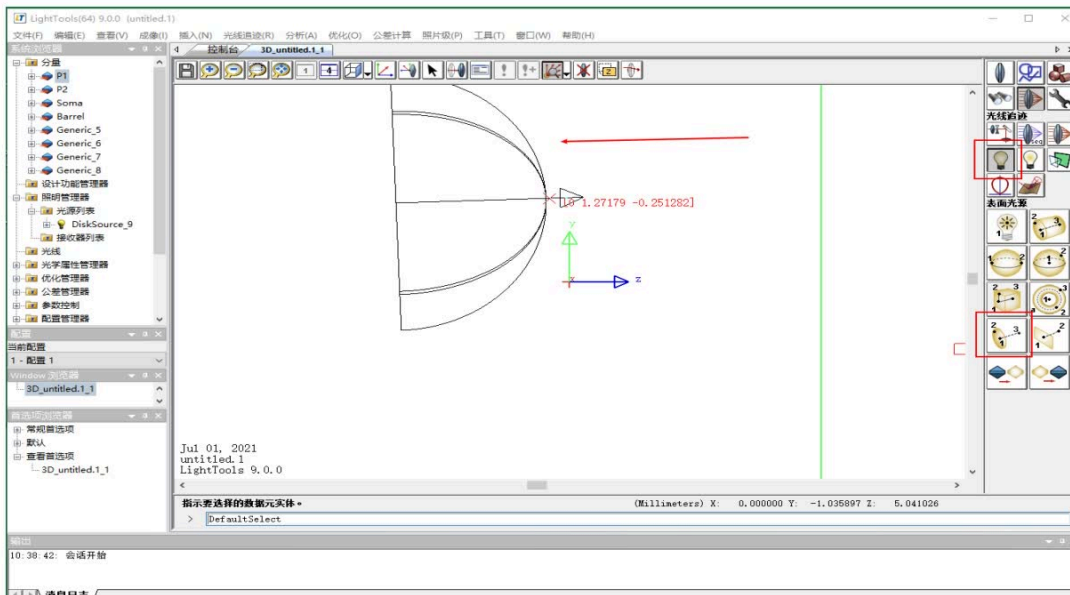 LightTools(64) 9.0.0 (untitled.1)
文件(F) 编辑(E) 查看(V) 成像(I) 插入(N) 光线追迹(R) 分析(A) 优化(O) 公差计算 照片级(P) 工具(T) 窗口(W) 帮助(H)
系统浏览器
控制台 3D_untitled.1_1
分量
P1
P2
Soma
Barrel
Generic_5
Generic_6
Generic_7
Generic_8
设计功能管理器
照明管理器
光源列表
DiskSource_9
接收器列表
光线
光学属性管理器
优化管理器
公差管理器
参数控制
配置管理器
配置
当前配置
1 - 配置 1
Window 浏览器
3D_untitled.1_1
首选项浏览器
常规首选项
默认
查看首选项
3D_untitled.1_1
1.27179 -0.251282]
Y
z
Jul 01, 2021
untitled.1
LightTools 9.0.0
光线追迹
seq
表面光源
指示要选择的数据元实体。
(Millimeters) X: 0.000000 Y: -1.035897 Z: 5.041026
> DefaultSelect
输出
10:38:42: 会话开始
消息日志